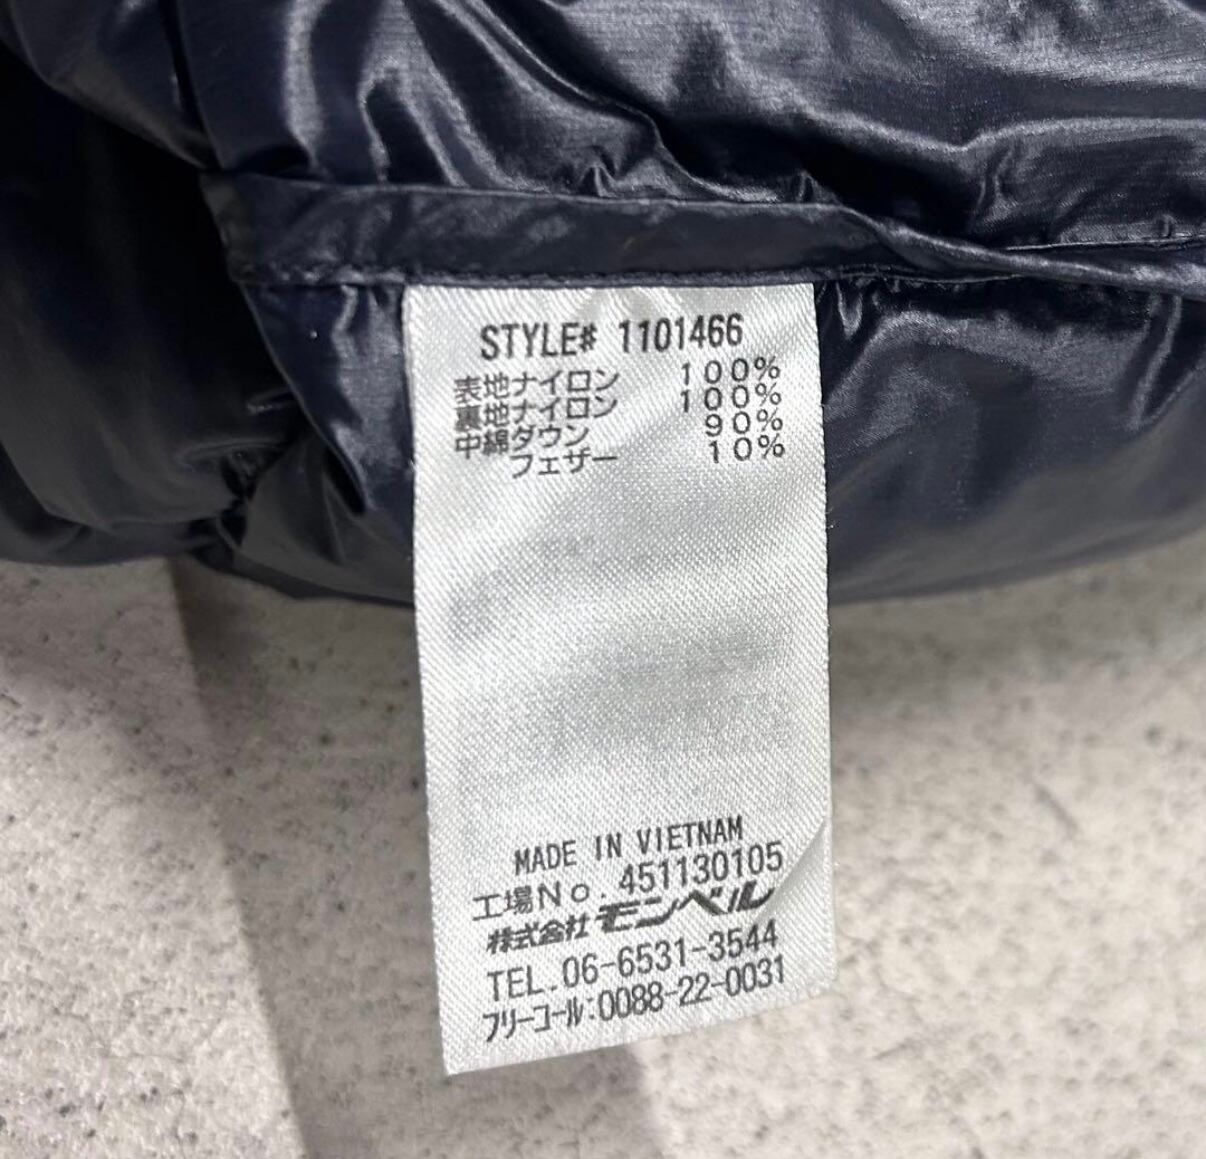 STYLE# 1101466
表地ナイロン 100%
裏地ナイロン 100%
中綿ダウン 90%
フェザー 10%
MADE IN VIETNAM
工場No. 451130105
株式会社モンベル
TEL.06-6531-3544
フリーコール:0088-22-0031